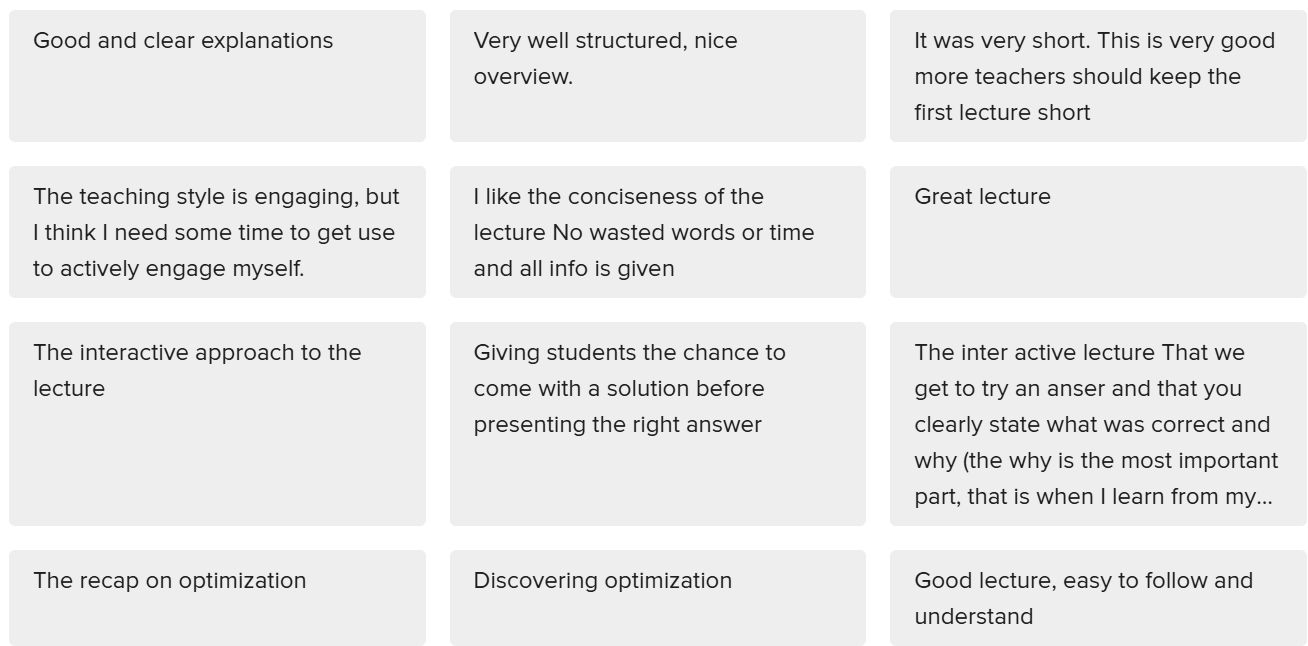 Good and clear explanations
Very well structured, nice
overview.
It was very short. This is very good
more teachers should keep the
first lecture short
The teaching style is engaging, but
I think I need some time to get use
to actively engage myself.
I like the conciseness of the
lecture No wasted words or time
and all info is given
Great lecture
The interactive approach to the
lecture
Giving students the chance to
come with a solution before
presenting the right answer
The inter active lecture That we
get to try an anser and that you
clearly state what was correct and
why (the why is the most important
part, that is when I learn from my...
The recap on optimization
Discovering optimization
Good lecture, easy to follow and
understand